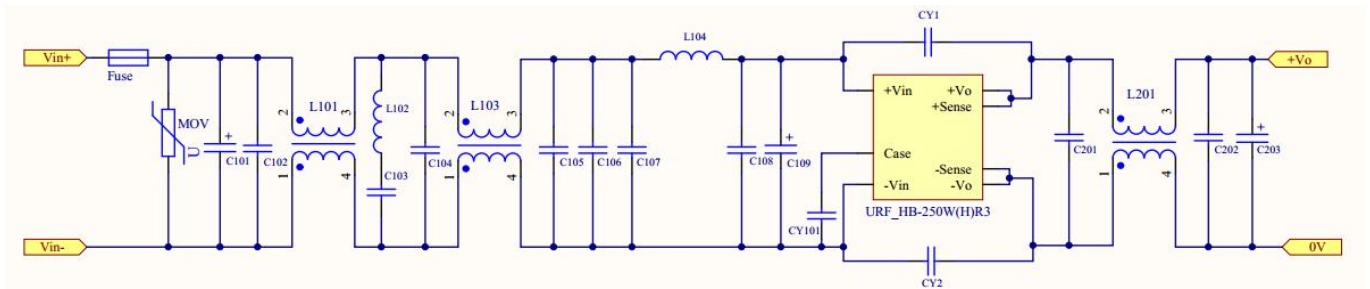 CY1
Vin+
Fuse
L104
+Vo
L101
L102
L103
L201
2
3
2
3
2
3
+Vin
+Vo
+Sense
MOV
U
+
C101
C102
C104
C105
C106
C107
C108
+
C109
Case
C201
C202
+
C203
1
4
C103
1
4
-Vin
-Sense
-Vo
1
4
URF_HB-250W(H)R3
CY101
Vin-
0V
CY2